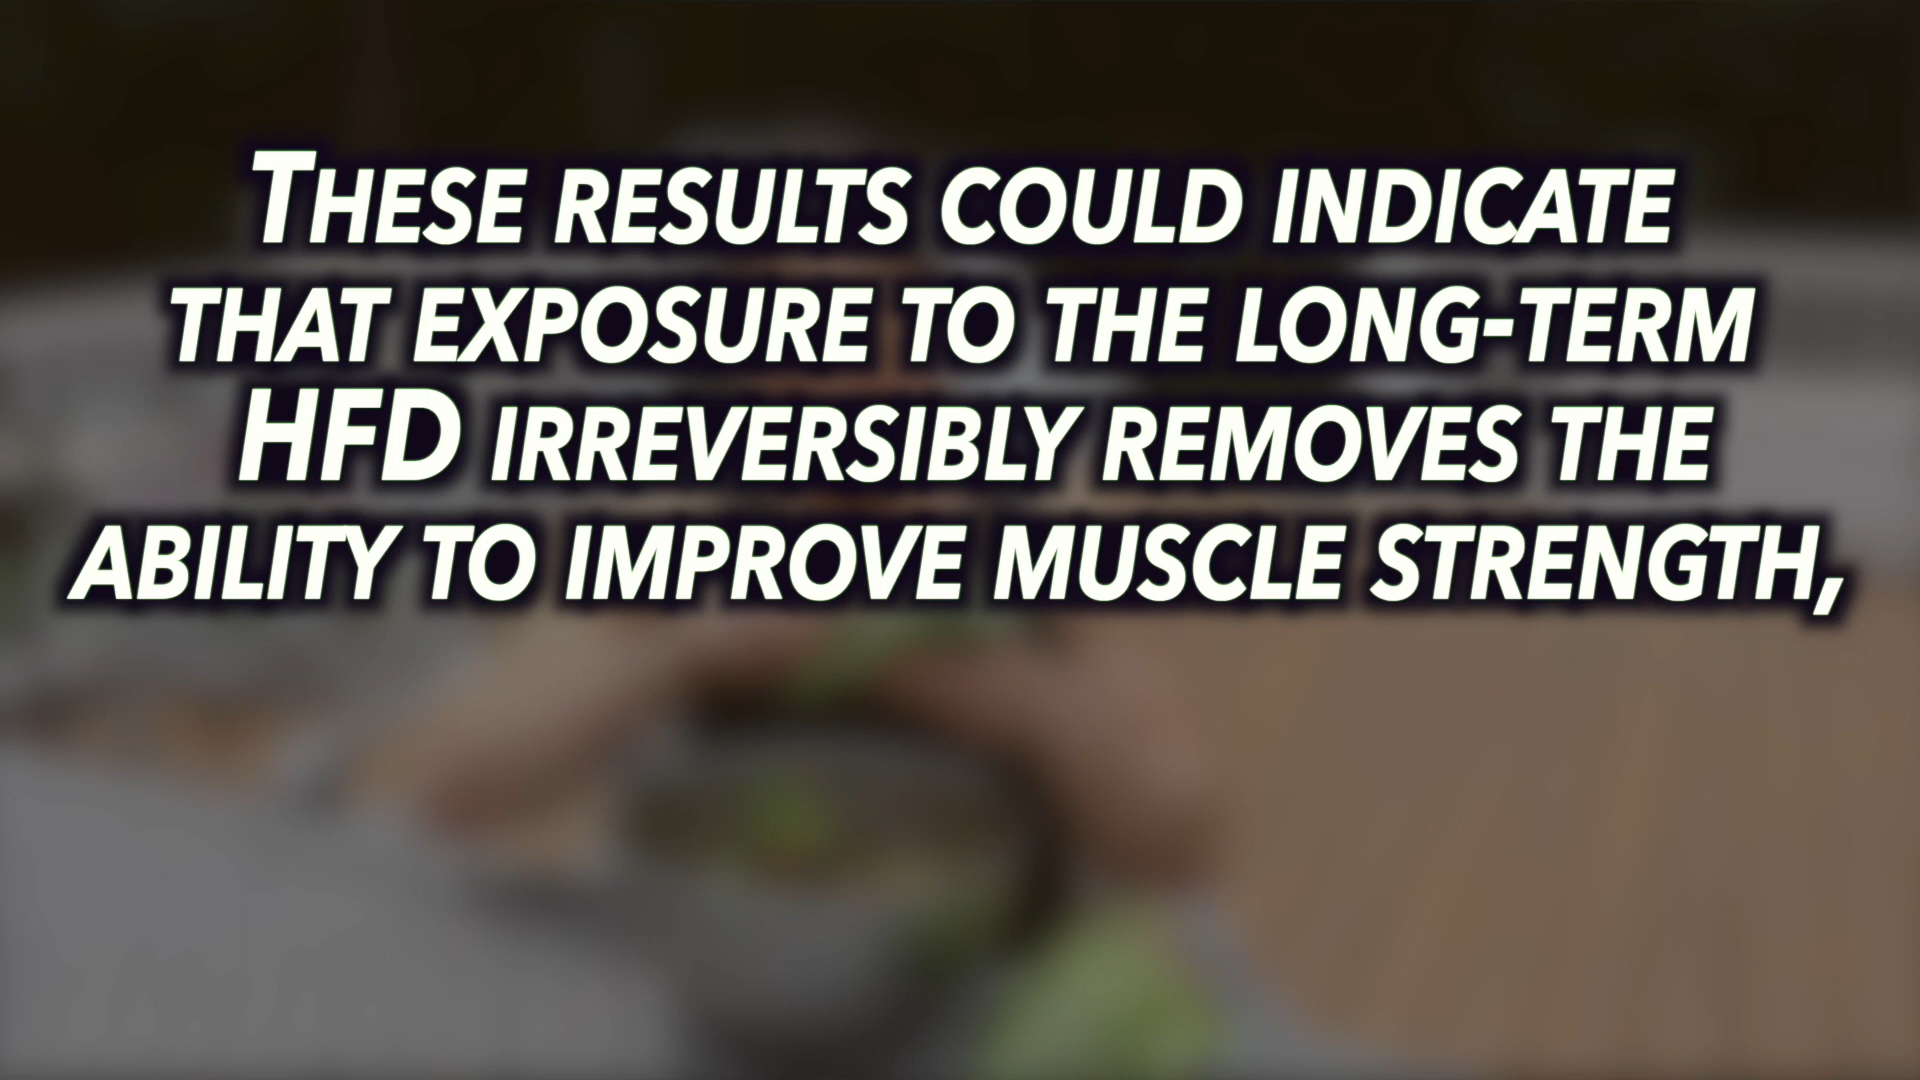 These results could indicate
that exposure to the long-term
HFD irreversibly removes the
ability to improve muscle strength,